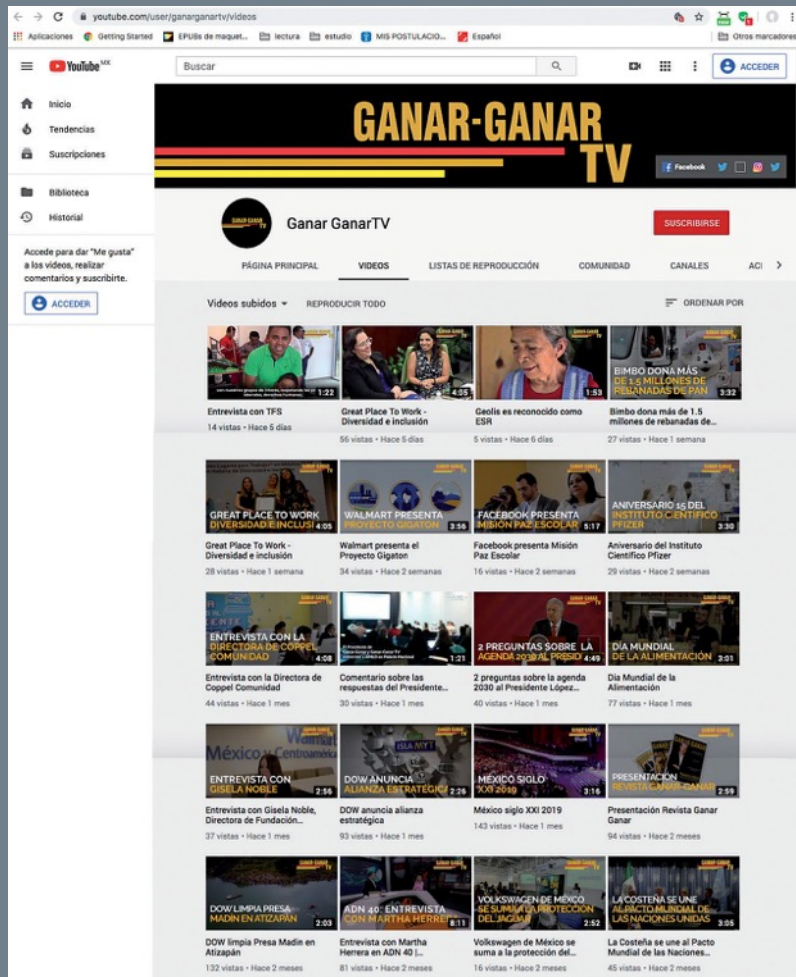 youtube.com/user/ganarganartv/videos
Aplicaciones Getting Started EPUBs de maquet... lectura estudio MIS POSTULACIO... Español Otros marcadores
YouTube MX
Buscar
ACCEDER
Inicio
Tendencias
Suscripciones
Biblioteca
Historial
Accede para dar "Me gusta"
a los videos, realizar
comentarios y suscribirte.
ACCEDER
GANAR-GANAR
TV
Facebook
Ganar GanarTV
SUSCRIBIRSE
PÁGINA PRINCIPAL VIDEOS LISTAS DE REPRODUCCIÓN COMUNIDAD CANALES
Videos subidos REPRODUCIR TODO ORDENAR POR
1:22
Entrevista con TFS
14 vistas • Hace 5 días
4:05
Great Place To Work -
Diversidad e inclusión
56 vistas • Hace 5 días
1:53
Geolis es reconocido como
ESR
5 vistas • Hace 6 días
BIMBO DONA MÁS
DE 1.5 MILLONES DE
REBANADAS DE PAN 3:32
Bimbo dona más de 1.5
millones de rebanadas de...
27 vistas • Hace 1 semana
GREAT PLACE TO WORK
DIVERSIDAD E INCLUSI 4:05
Great Place To Work -
Diversidad e inclusión
28 vistas • Hace 1 semana
WALMART PRESENTA
PROYECTO GIGATON 3:56
Walmart presenta el
Proyecto Gigaton
34 vistas • Hace 2 semanas
FACEBOOK PRESENTA
MISIÓN PAZ ESCOLAR 5:17
Facebook presenta Misión
Paz Escolar
16 vistas • Hace 2 semanas
ANIVERSARIO 15 DEL
INSTITUTO CIENTÍFICO
PFIZER 3:30
Aniversario del Instituto
Científico Pfizer
29 vistas • Hace 2 semanas
ENTREVISTA CON LA
DIRECTORA DE COPPEL
COMUNIDAD 4:08
Entrevista con la Directora de
Coppel Comunidad
44 vistas • Hace 1 mes
1:21
Comentario sobre las
respuestas del Presidente...
30 vistas • Hace 1 mes
2 PREGUNTAS SOBRE LA
AGENDA 2030 AL PRESID 4:49
2 preguntas sobre la agenda
2030 al Presidente López...
40 vistas • Hace 1 mes
DÍA MUNDIAL
DE LA ALIMENTACIÓN 3:01
Día Mundial de la
Alimentación
77 vistas • Hace 1 mes
Walmart
México y Centroamérica
ENTREVISTA CON
GISELA NOBLE 2:56
Entrevista con Gisela Noble,
Directora de Fundación...
37 vistas • Hace 1 mes
DOW ANUNCIA
ALIANZA ESTRATÉGICA 2:26
DOW anuncia alianza
estratégica
93 vistas • Hace 1 mes
MÉXICO SIGLO
XXI 2019 3:16
México siglo XXI 2019
143 vistas • Hace 1 mes
PRESENTACIÓN
REVISTA GANAR-GANAR 2:59
Presentación Revista Ganar
Ganar
94 vistas • Hace 2 meses
DOW LIMPIA PRESA
MADÍN EN ATIZAPÁN 2:03
DOW limpia Presa Madín en
Atizapán
132 vistas • Hace 2 meses
ADN 40: ENTREVISTA
CON MARTHA HERRE 8:11
Entrevista con Martha
Herrera en ADN 40 |...
81 vistas • Hace 2 meses
VOLKSWAGEN DE MÉXICO
SE SUMA A LA PROTECCIÓN
DEL JAGUAR 2:52
Volkswagen de México se
suma a la protección del...
16 vistas • Hace 2 meses
LA COSTEÑA SE UNE
AL PACTO MUNDIAL DE
LAS NACIONES UNIDAS 3:05
La Costeña se une al Pacto
Mundial de las Naciones...
45 vistas • Hace 2 meses